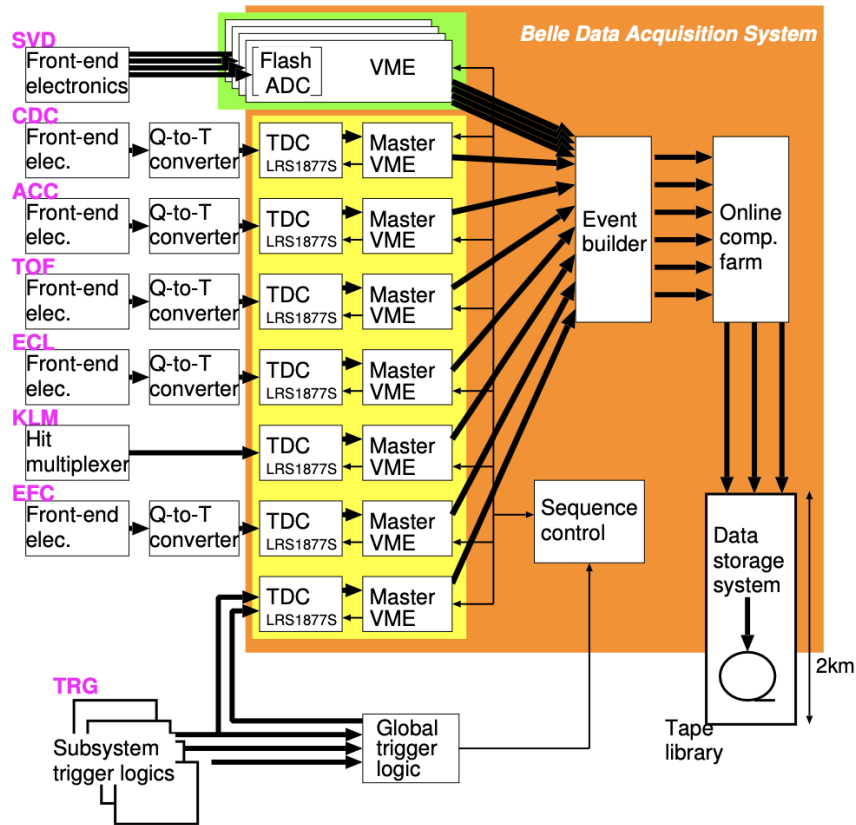 Belle Data Acquisition System
SVD
Front-end
electronics
Flash
ADC
VME
CDC
Front-end
elec.
Q-to-T
converter
TDC
LRS1877S
Master
VME
ACC
Front-end
elec.
Q-to-T
converter
TDC
LRS1877S
Master
VME
Event
builder
Online
comp.
farm
TOF
Front-end
elec.
Q-to-T
converter
TDC
LRS1877S
Master
VME
ECL
Front-end
elec.
Q-to-T
converter
TDC
LRS1877S
Master
VME
KLM
Hit
multiplexer
TDC
LRS1877S
Master
VME
EFC
Front-end
elec.
Q-to-T
converter
TDC
LRS1877S
Master
VME
Sequence
control
Data
storage
system
TDC
LRS1877S
Master
VME
2km
TRG
Subsystem
trigger logics
Global
trigger
logic
Tape
library